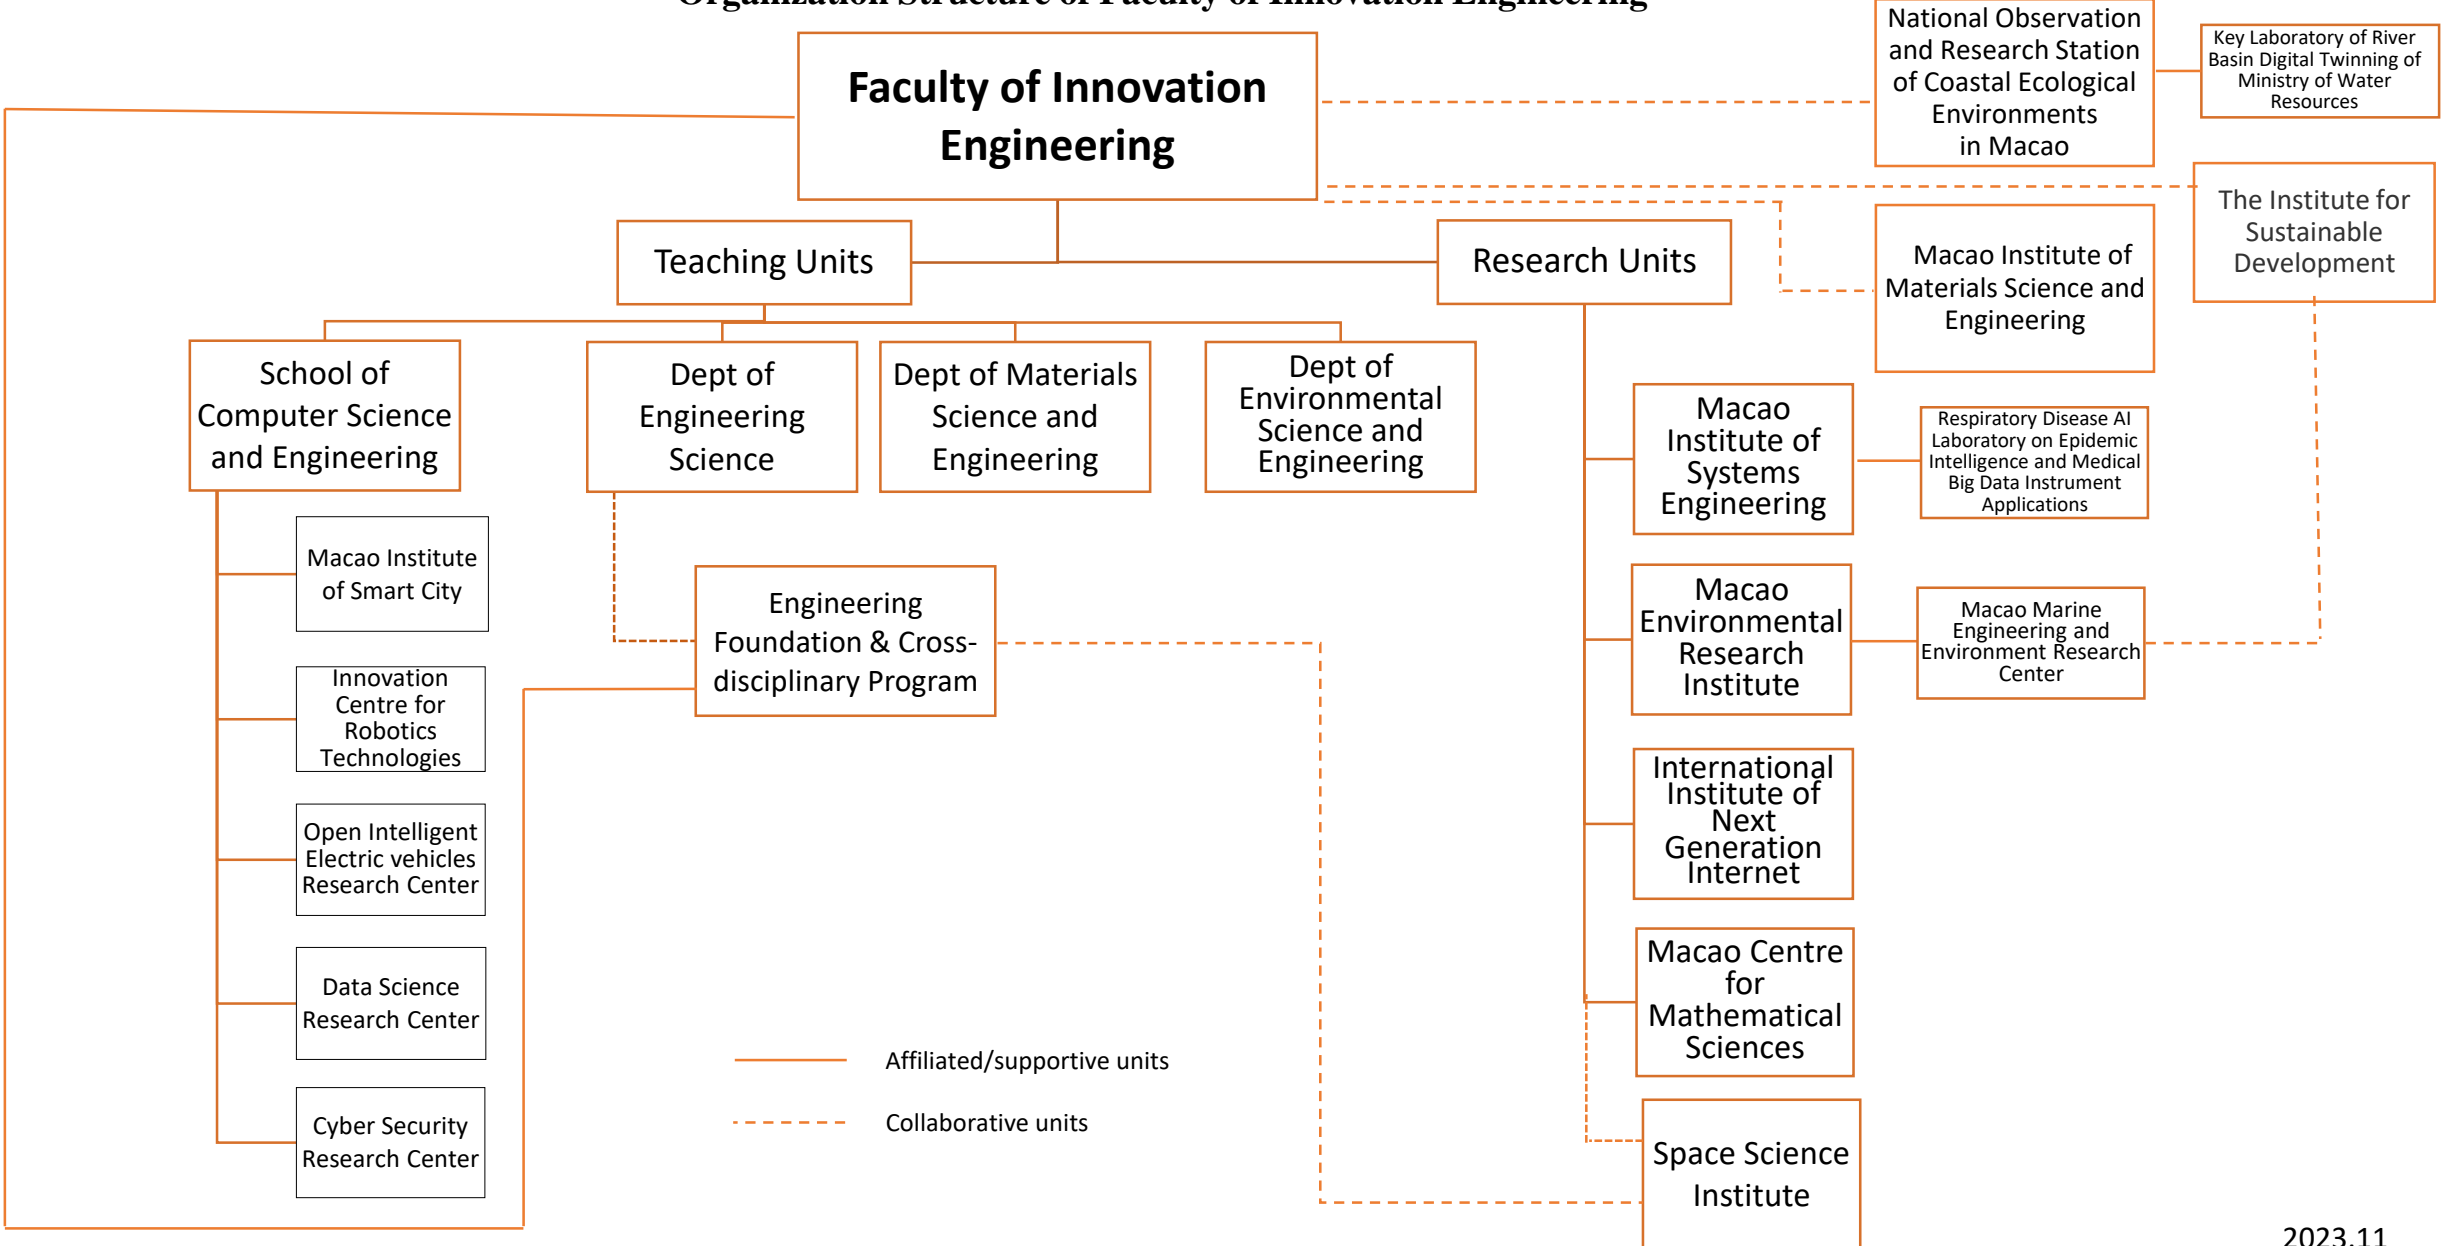 Organization Structure of Faculty of Innovation Engineering
Faculty of Innovation
Engineering
National Observation
and Research Station
of Coastal Ecological
Environments
in Macao
Key Laboratory of River
Basin Digital Twinning of
Ministry of Water
Resources
The Institute for
Sustainable
Development
Macao Institute of
Materials Science and
Engineering
Teaching Units
Research Units
School of
Computer Science
and Engineering
Dept of
Engineering
Science
Dept of Materials
Science and
Engineering
Dept of
Environmental
Science and
Engineering
Macao
Institute of
Systems
Engineering
Respiratory Disease AI
Laboratory on Epidemic
Intelligence and Medical
Big Data Instrument
Applications
Macao Institute
of Smart City
Innovation
Centre for
Robotics
Technologies
Open Intelligent
Electric vehicles
Research Center
Data Science
Research Center
Cyber Security
Research Center
Engineering
Foundation & Cross-
disciplinary Program
Macao
Environmental
Research
Institute
Macao Marine
Engineering and
Environment Research
Center
International
Institute of
Next
Generation
Internet
Macao Centre
for
Mathematical
Sciences
Space Science
Institute
Affiliated/supportive units
Collaborative units
2023.11